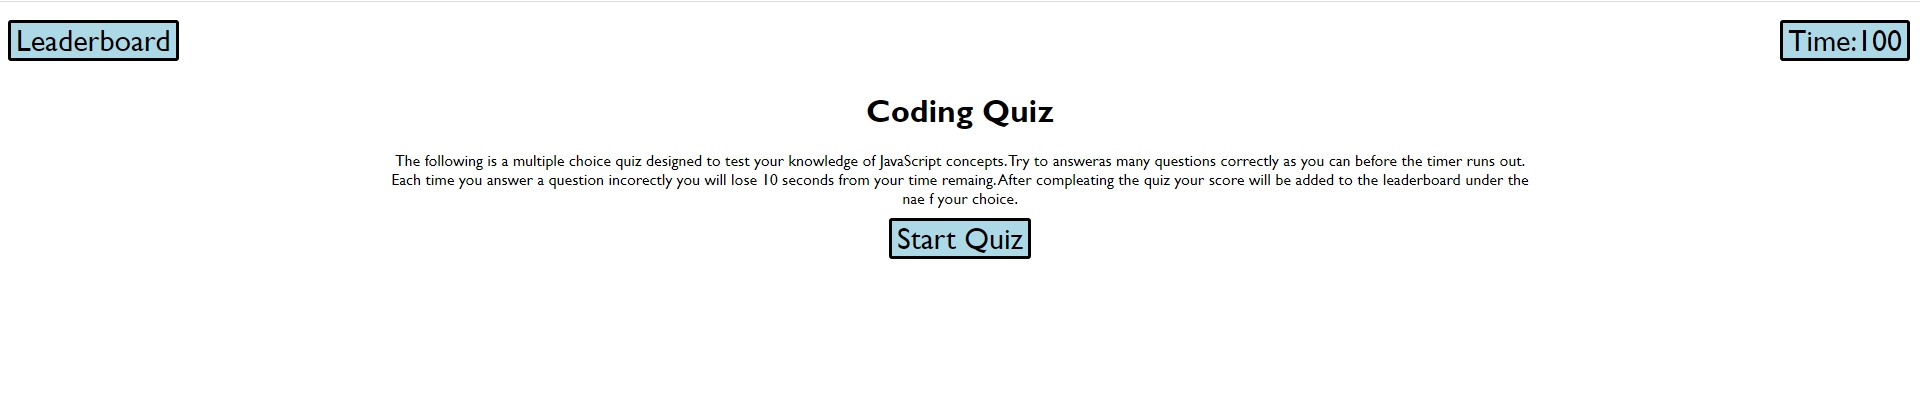 Leaderboard
Time:100
Coding Quiz
The following is a multiple choice quiz designed to test your knowledge of JavaScript concepts. Try to answeras many questions correctly as you can before the timer runs out.
Each time you answer a question incorectly you will lose 10 seconds from your time remaing. After compleating the quiz your score will be added to the leaderboard under the
nae f your choice.
Start Quiz